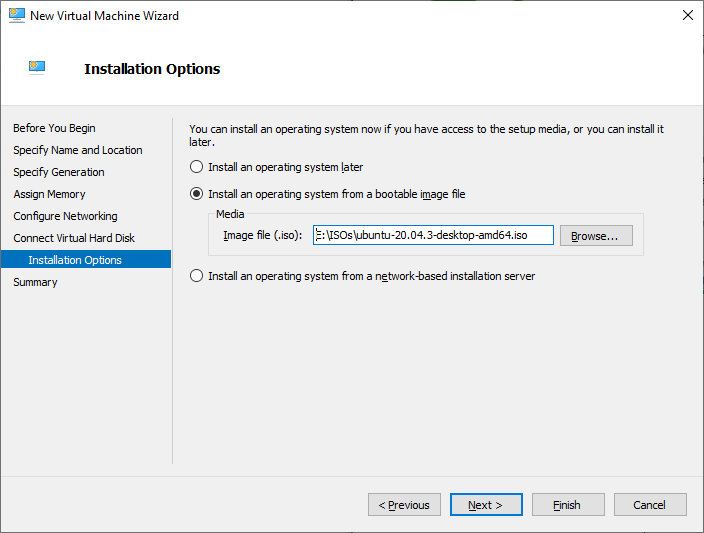 New Virtual Machine Wizard
Installation Options
Before You Begin
Specify Name and Location
Specify Generation
Assign Memory
Configure Networking
Connect Virtual Hard Disk
Installation Options
Summary
You can install an operating system now if you have access to the setup media, or you can install it
later.
Install an operating system later
Install an operating system from a bootable image file
Media
Image file (.iso): E:\ISOs\ubuntu-20.04.3-desktop-amd64.iso Browse...
Install an operating system from a network-based installation server
< Previous Next > Finish Cancel